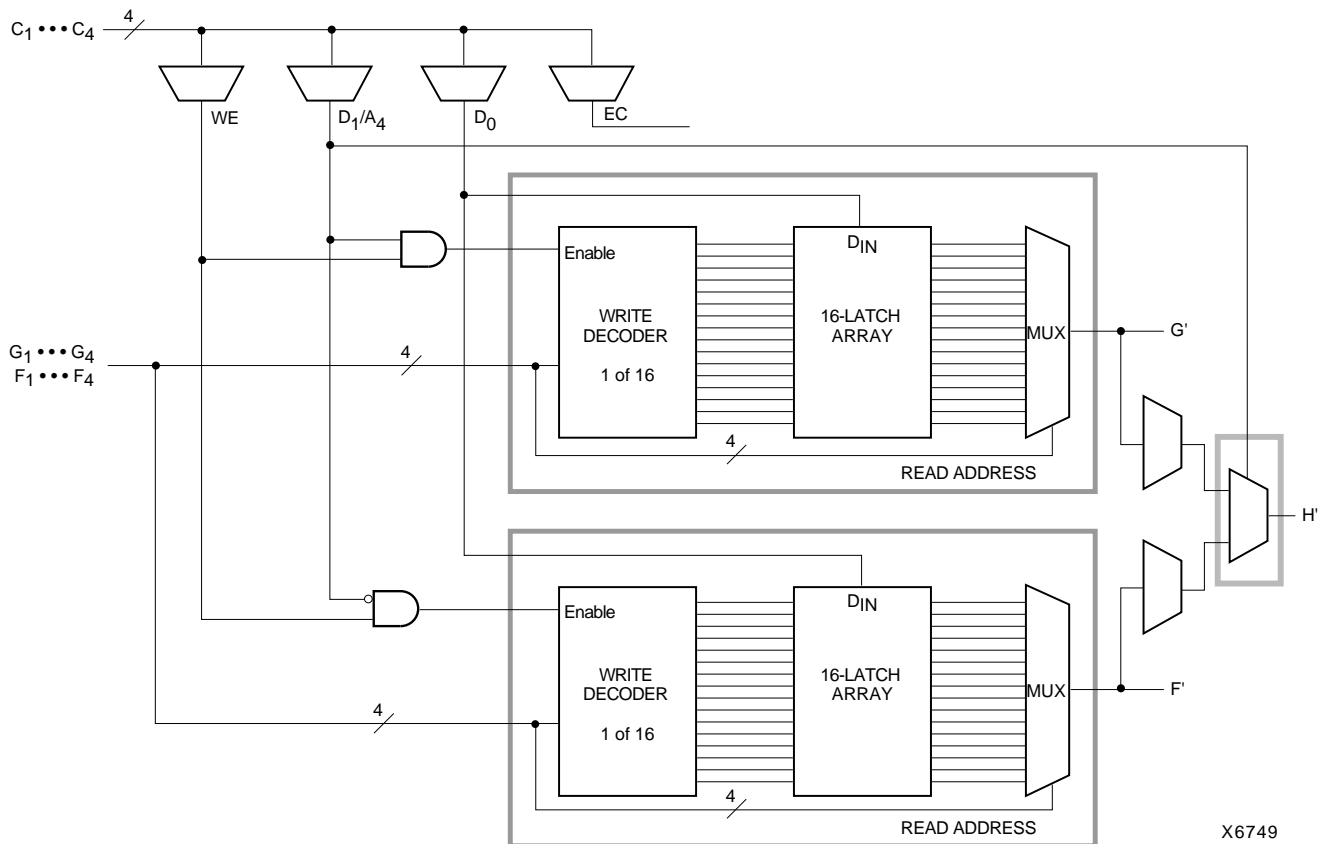 C1 ••• C4
4
WE
D1/A4
D0
EC
Enable
WRITE
DECODER
1 of 16
DIN
16-LATCH
ARRAY
MUX
G'
G1 ••• G4
F1 ••• F4
4
4
READ ADDRESS
H'
Enable
WRITE
DECODER
1 of 16
DIN
16-LATCH
ARRAY
MUX
F'
4
4
READ ADDRESS
X6749